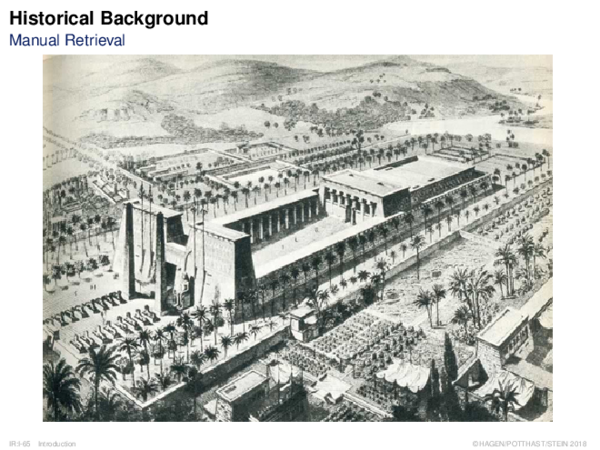 Historical Background
Manual Retrieval
IR:I-65 Introduction
© HAGEN/POTTHAST/STEIN 2018